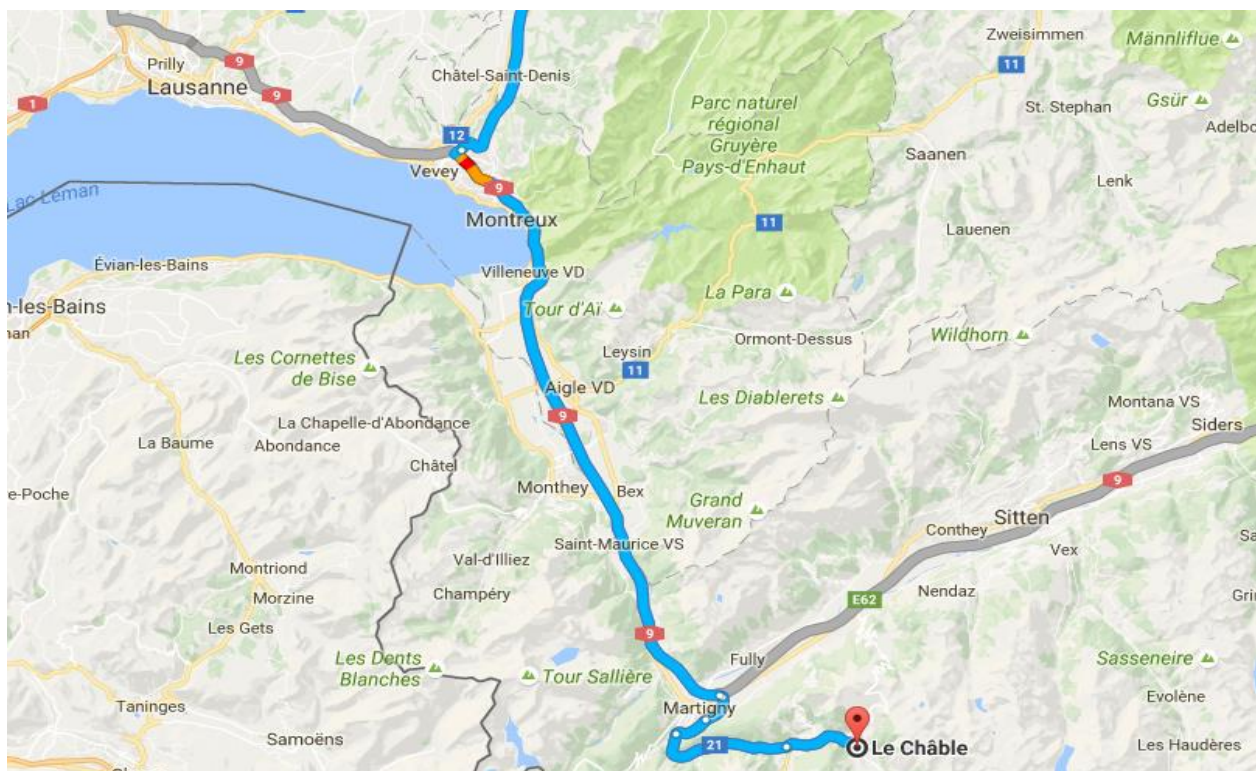 Zweisimmen
Männliflue
Prilly
9
Châtel-Saint-Denis
11
Lausanne
9
Parc naturel
régional
Gruyère
Pays-d'Enhaut
St. Stephan
Gsür
1
Adelbo
12
Saanen
Vevey
9
Lenk
Lac Léman
Montreux
11
Lauenen
Évian-les-Bains
Villeneuve VD
n-les-Bains
Tour d'Aï
La Para
Wildhorn
Ormont-Dessus
Les Cornettes
de Bise
Leysin
11
Aigle VD
Les Diablerets
Montana VS
9
La Chapelle-d'Abondance
Siders
La Baume
Abondance
Lens VS
Châtel
9
e-Poche
Monthey
Bex
Grand
Muveran
Sitten
Conthey
Saint-Maurice VS
Vex
Val-d'Illiez
Montriond
Champéry
Nendaz
Morzine
E62
Gri
Les Gets
9
Les Dents
Blanches
Tour Sallière
Fully
Sasseneire
Taninges
Martigny
Evolène
Samoëns
21
Le Châble
Les Haudères